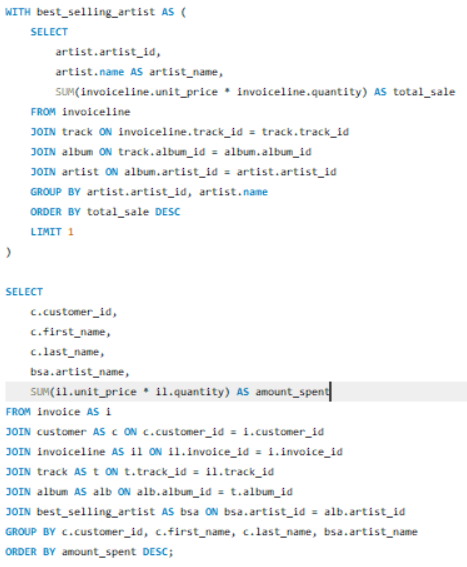 WITH best_selling_artist AS (
SELECT
artist.artist_id,
artist.name AS artist_name,
SUM(invoiceline.unit_price * invoiceline.quantity) AS total_sale
FROM invoiceline
JOIN track ON invoiceline.track_id = track.track_id
JOIN album ON track.album_id = album.album_id
JOIN artist ON album.artist_id = artist.artist_id
GROUP BY artist.artist_id, artist.name
ORDER BY total_sale DESC
LIMIT 1
)
SELECT
c.customer_id,
c.first_name,
c.last_name,
bsa.artist_name,
SUM(il.unit_price * il.quantity) AS amount_spent
FROM invoice AS i
JOIN customer AS c ON c.customer_id = i.customer_id
JOIN invoiceline AS il ON il.invoice_id = i.invoice_id
JOIN track AS t ON t.track_id = il.track_id
JOIN album AS alb ON alb.album_id = t.album_id
JOIN best_selling_artist AS bsa ON bsa.artist_id = alb.artist_id
GROUP BY c.customer_id, c.first_name, c.last_name, bsa.artist_name
ORDER BY amount_spent DESC;